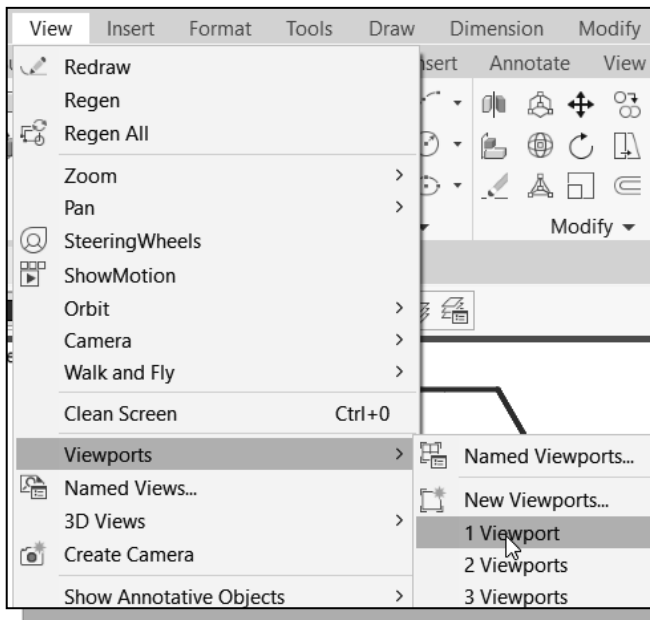 View Insert Format Tools Draw Dimension Modify
Annotate View
Redraw
Regen
Regen All
Zoom
Pan
Modify
SteeringWheels
ShowMotion
Orbit
Camera
Walk and Fly
Clean Screen Ctrl+0
Viewports
Named Viewports...
Named Views...
New Viewports...
3D Views
1 Viewport
Create Camera
2 Viewports
Show Annotative Objects
3 Viewports